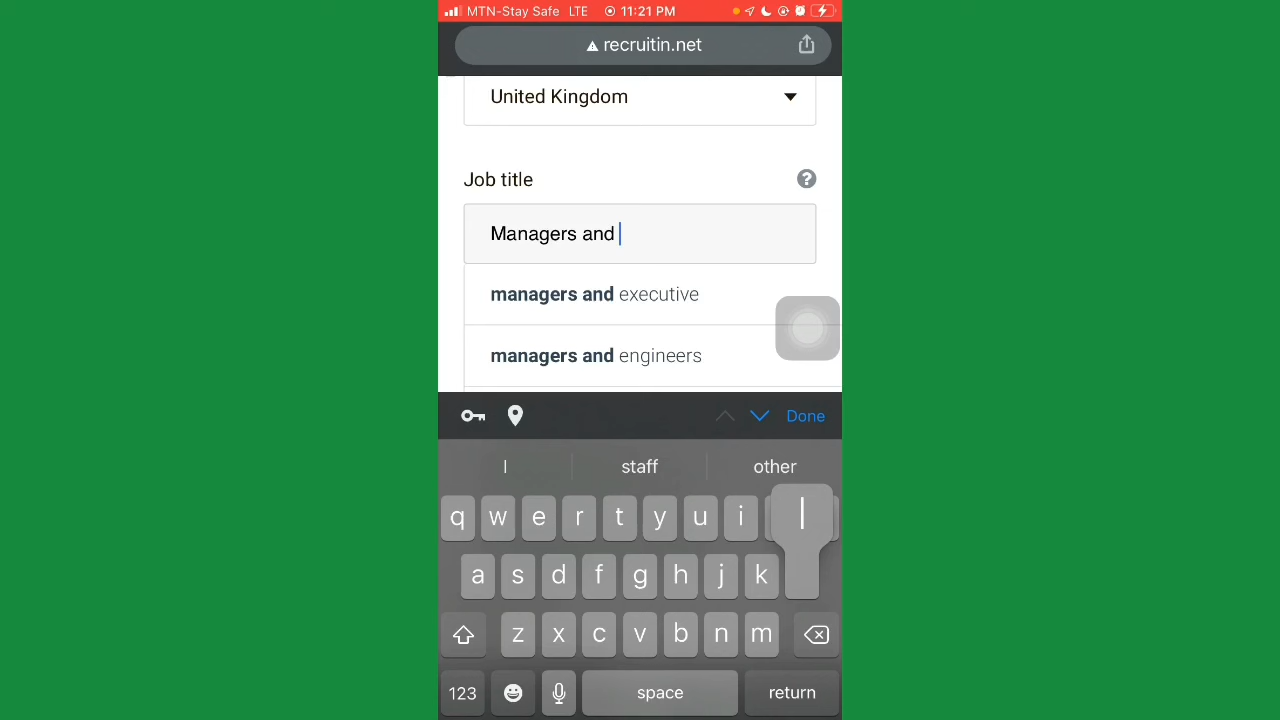 MTN-Stay Safe LTE 11:21 PM
recruitin.net
United Kingdom
Job title
?
Managers and
managers and executive
managers and engineers
Done
I staff other
q w e r t y u i l
a s d f g h j k
z x c v b n m
123 space return